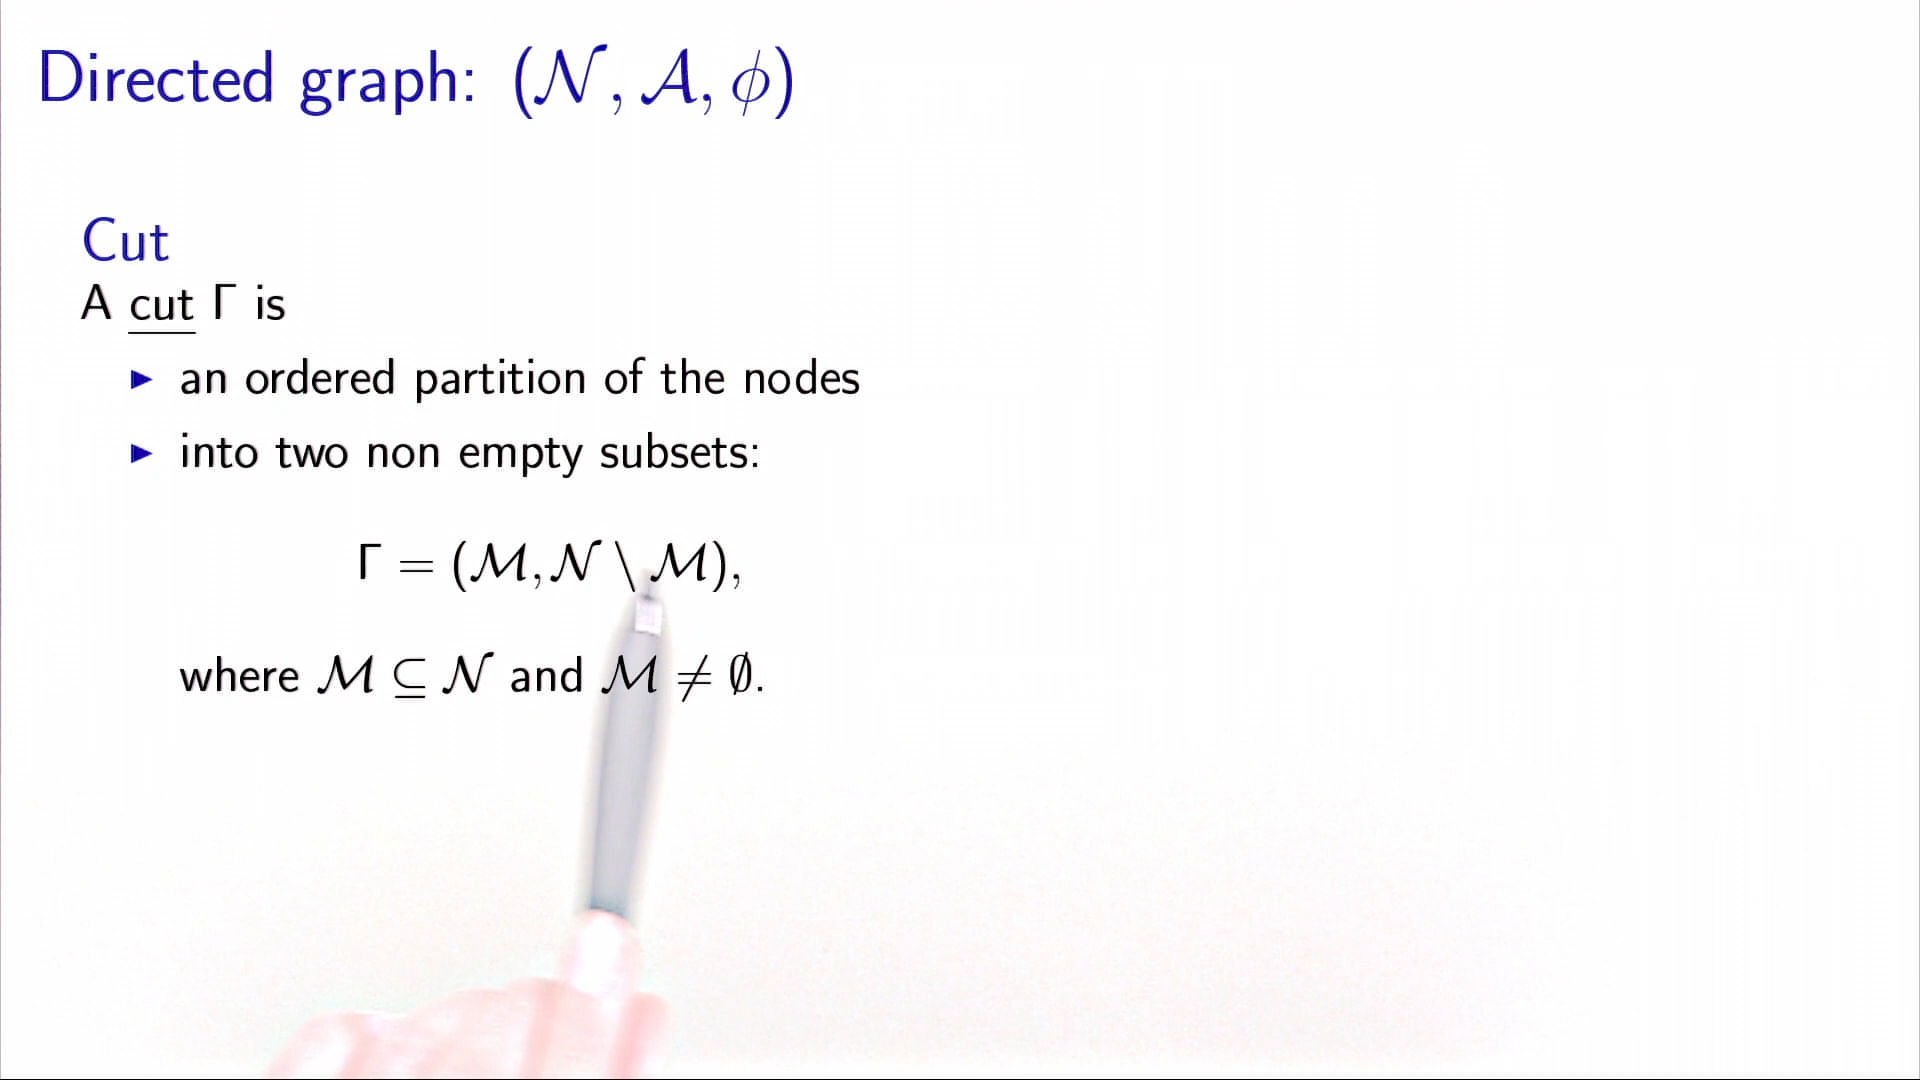 Directed graph: (𝒩, 𝒜, ϕ)
Cut
A cut Γ is
▶ an ordered partition of the nodes
▶ into two non empty subsets:
Γ = (ℳ, 𝒩 \ ℳ),
where ℳ ⊆ 𝒩 and ℳ ≠ ∅.